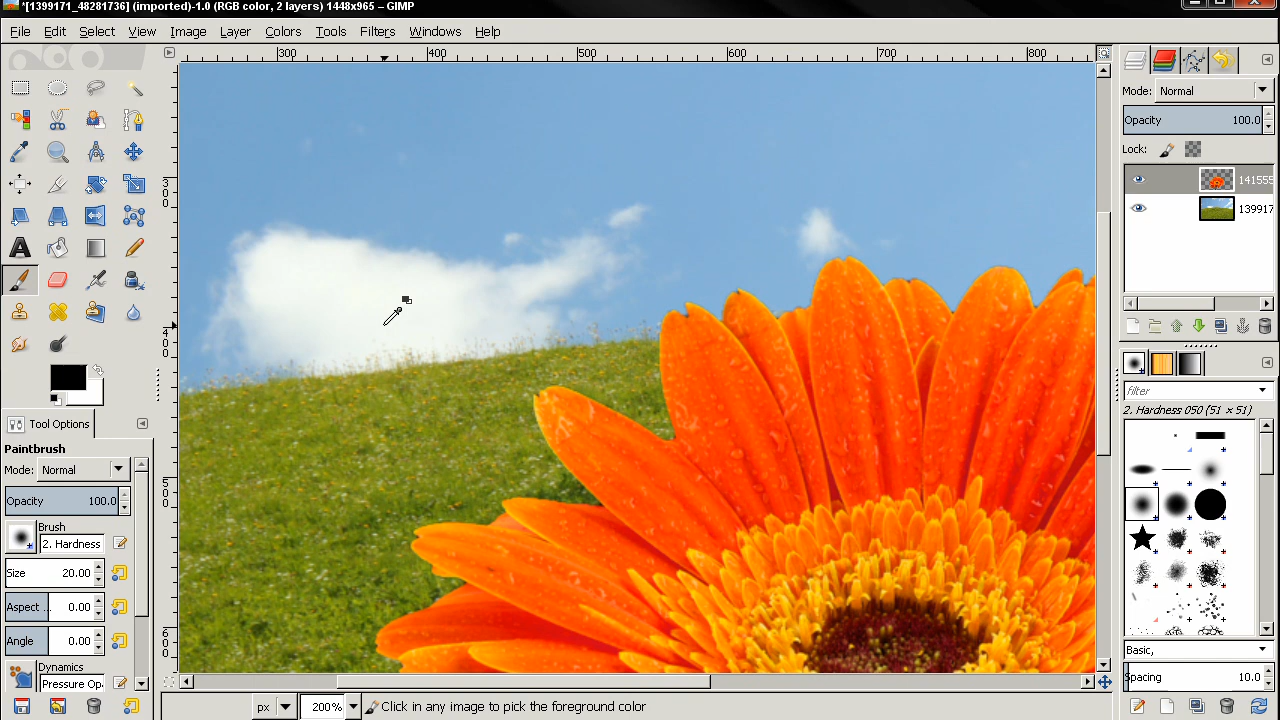 *[1399171_48281736] (imported)-1.0 (RGB color, 2 layers) 1448x965 – GIMP
File Edit Select View Image Layer Colors Tools Filters Windows Help
300 400 500 600 700 800
Mode: Normal
Opacity 100.0
Lock:
141555
139917
300
400
500
600
A
Tool Options
Paintbrush
Mode: Normal
Opacity 100.0
Brush
2. Hardness
Size 20.00
Aspect ... 0.00
Angle 0.00
Dynamics
Pressure Op
filter
2. Hardness 050 (51 × 51)
Basic,
Spacing 10.0
px 200% Click in any image to pick the foreground color